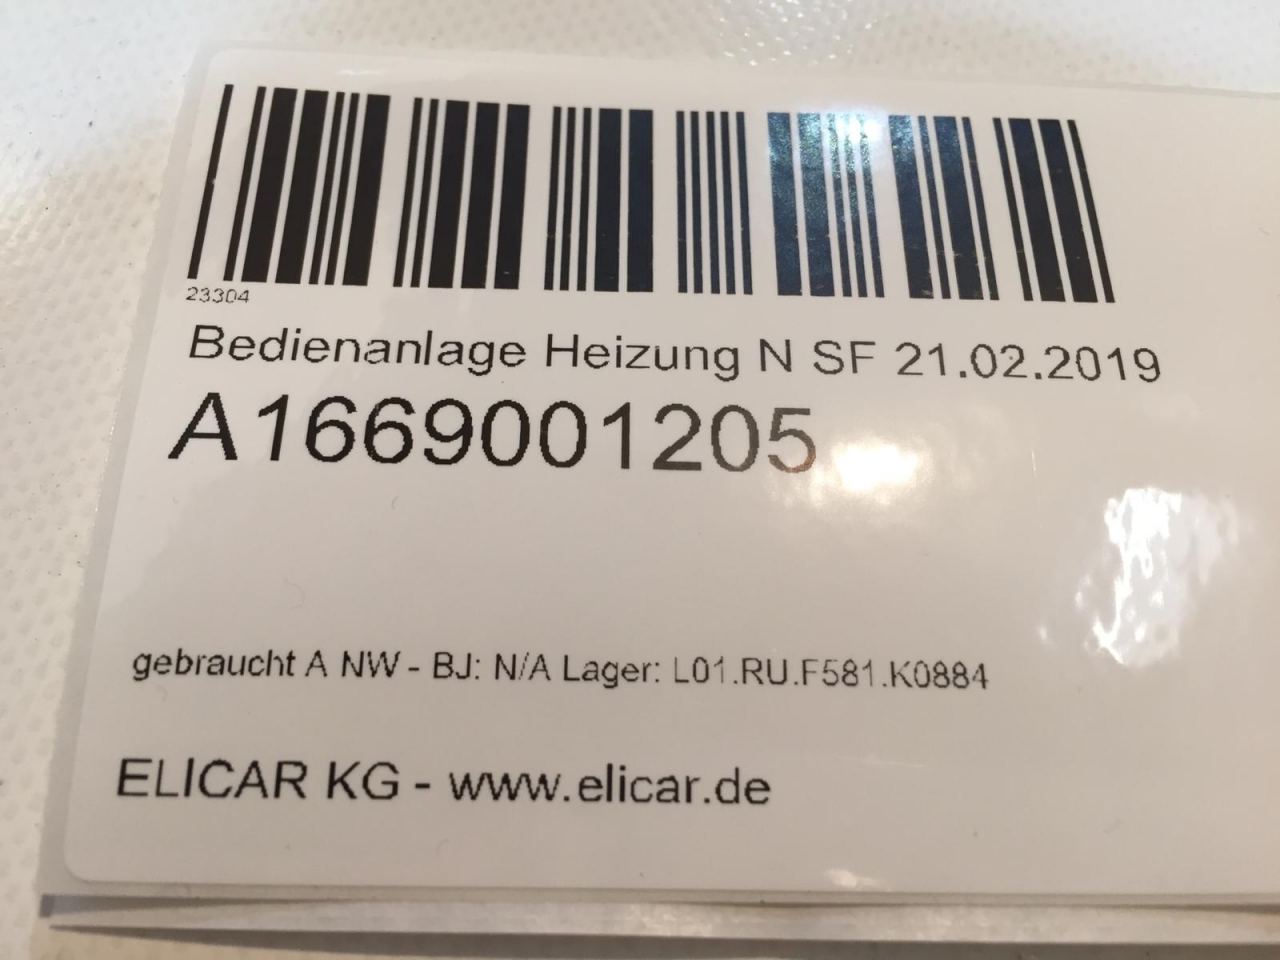 23304
Bedienanlage Heizung N SF 21.02.2019
A1669001205
gebraucht A NW - BJ: N/A Lager: L01.RU.F581.K0884
ELICAR KG - www.elicar.de